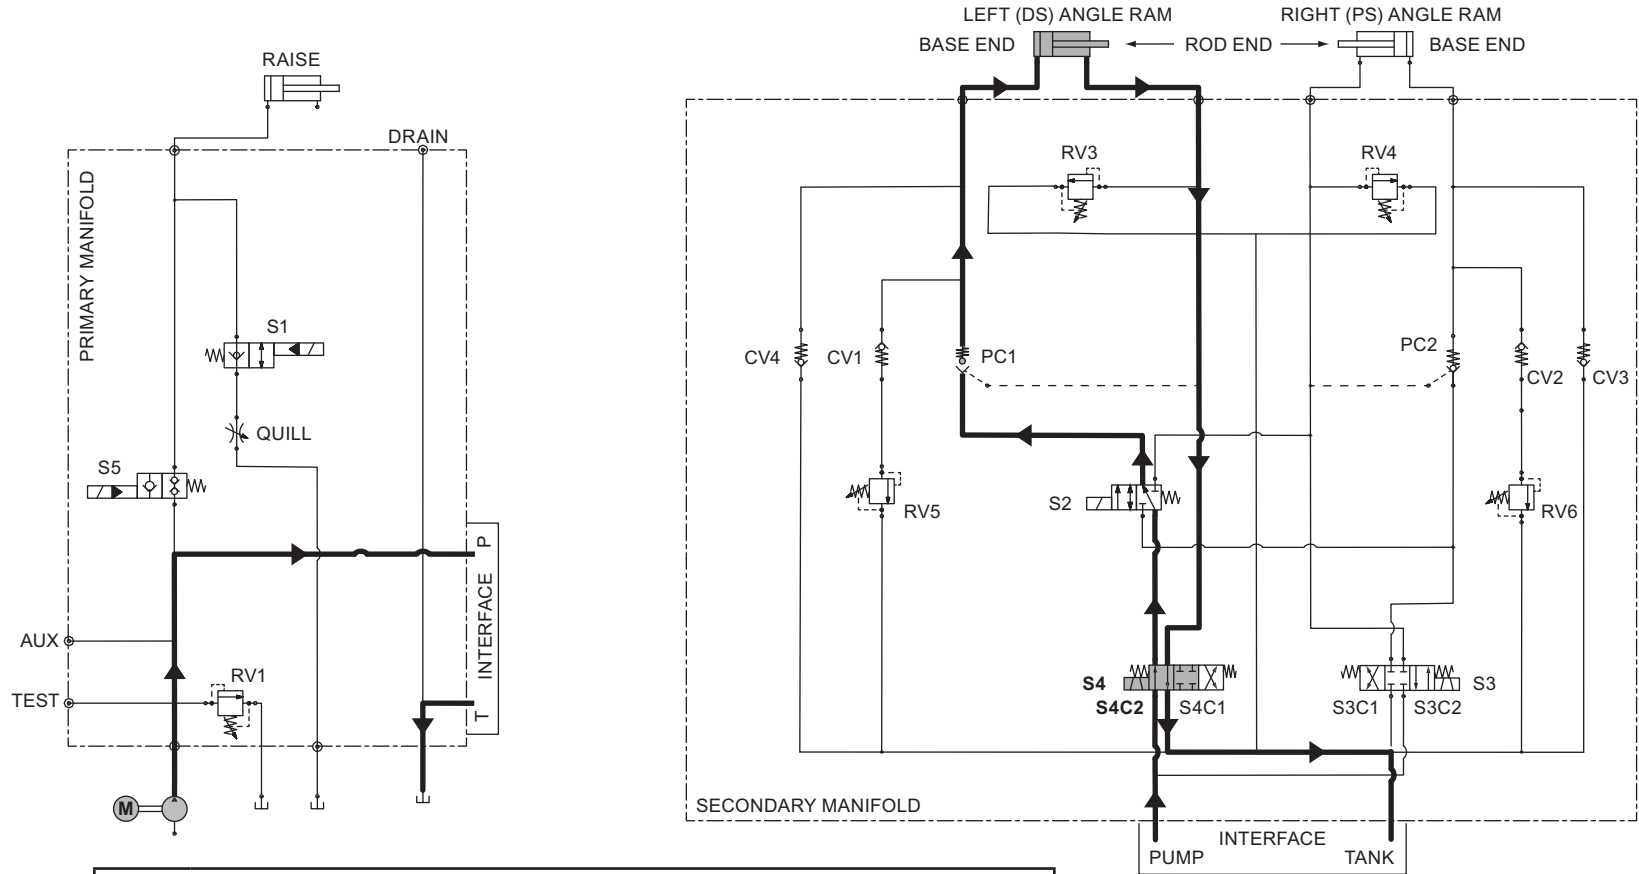 LEFT (DS) ANGLE RAM
RIGHT (PS) ANGLE RAM
BASE END
ROD END
BASE END
RAISE
DRAIN
PRIMARY MANIFOLD
RV3
RV4
S1
CV4
CV1
PC1
PC2
CV2
CV3
QUILL
S5
S2
RV5
RV6
P
INTERFACE
T
AUX
RV1
TEST
S4
S4C2
S4C1
S3C1
S3C2
S3
M
SECONDARY MANIFOLD
INTERFACE
PUMP
TANK